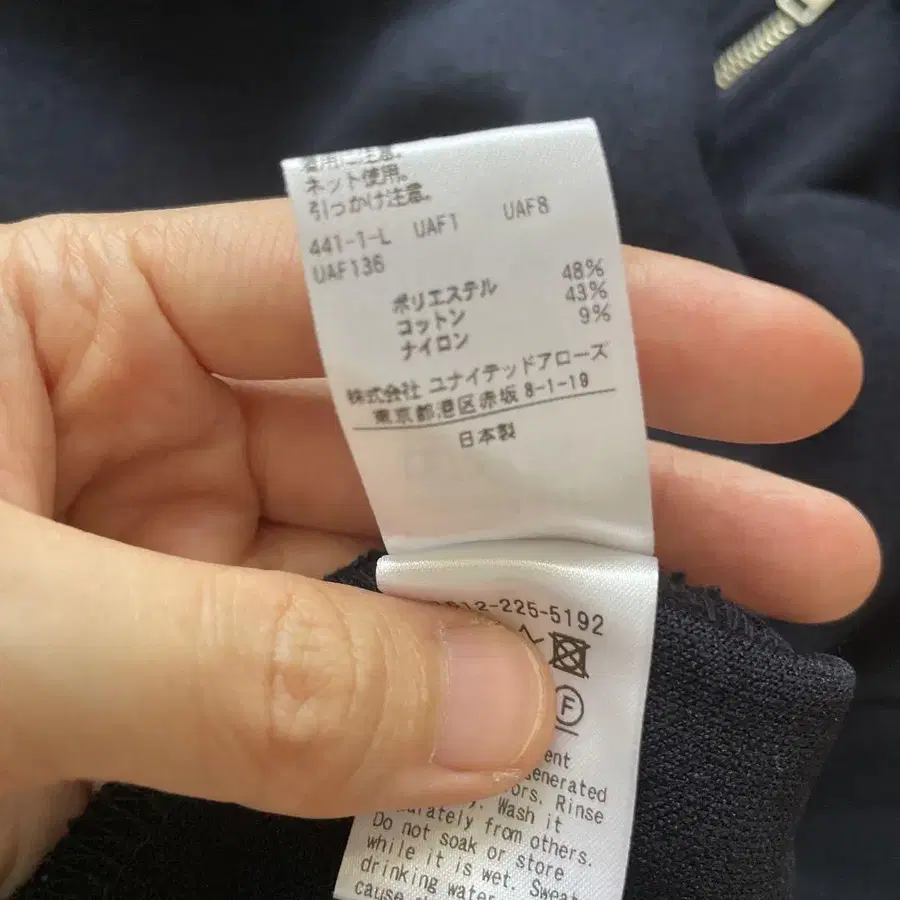 着用に注意。
ネット使用。
引っかけ注意。
441-1-L UAF1 UAF8
UAF136
ポリエステル 48%
コットン 43%
ナイロン 9%
株式会社 ユナイテッドアローズ
東京都港区赤坂 8-1-19
日本製
612-225-5192
F
ent
generated
ors. Rinse
y. Wash it
urately from others.
Do not soak or store
while it is wet. Sweat
drinking water
cause